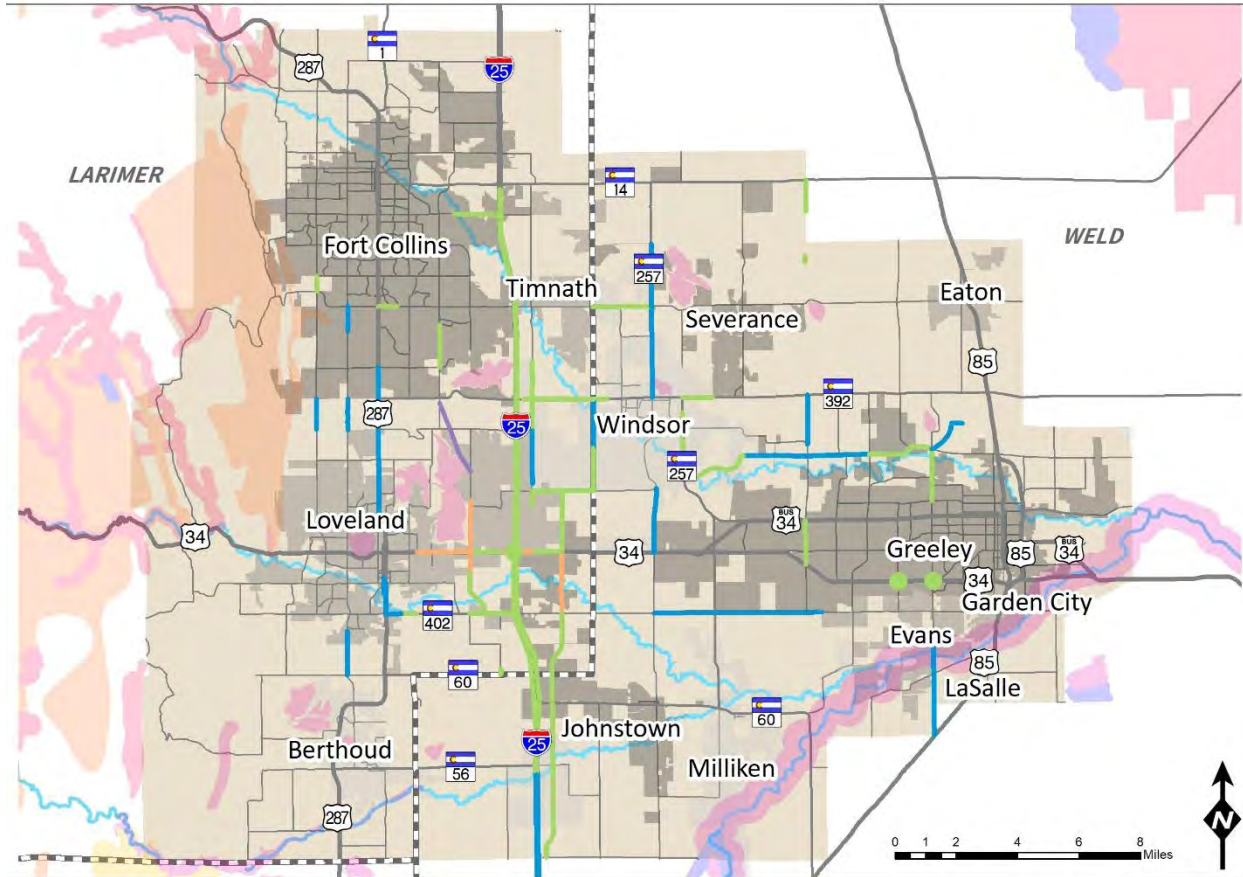 1
287
25
LARIMER
14
WELD
Fort Collins
257
Timnath
Eaton
Severance
85
392
287
25
Windsor
257
Loveland
34
BUS
34
34
Greeley
85
BUS
34
34
Garden City
402
Evans
60
85
LaSalle
60
Johnstown
25
Berthoud
56
Milliken
287
N
0 1 2 4 6 8
Miles